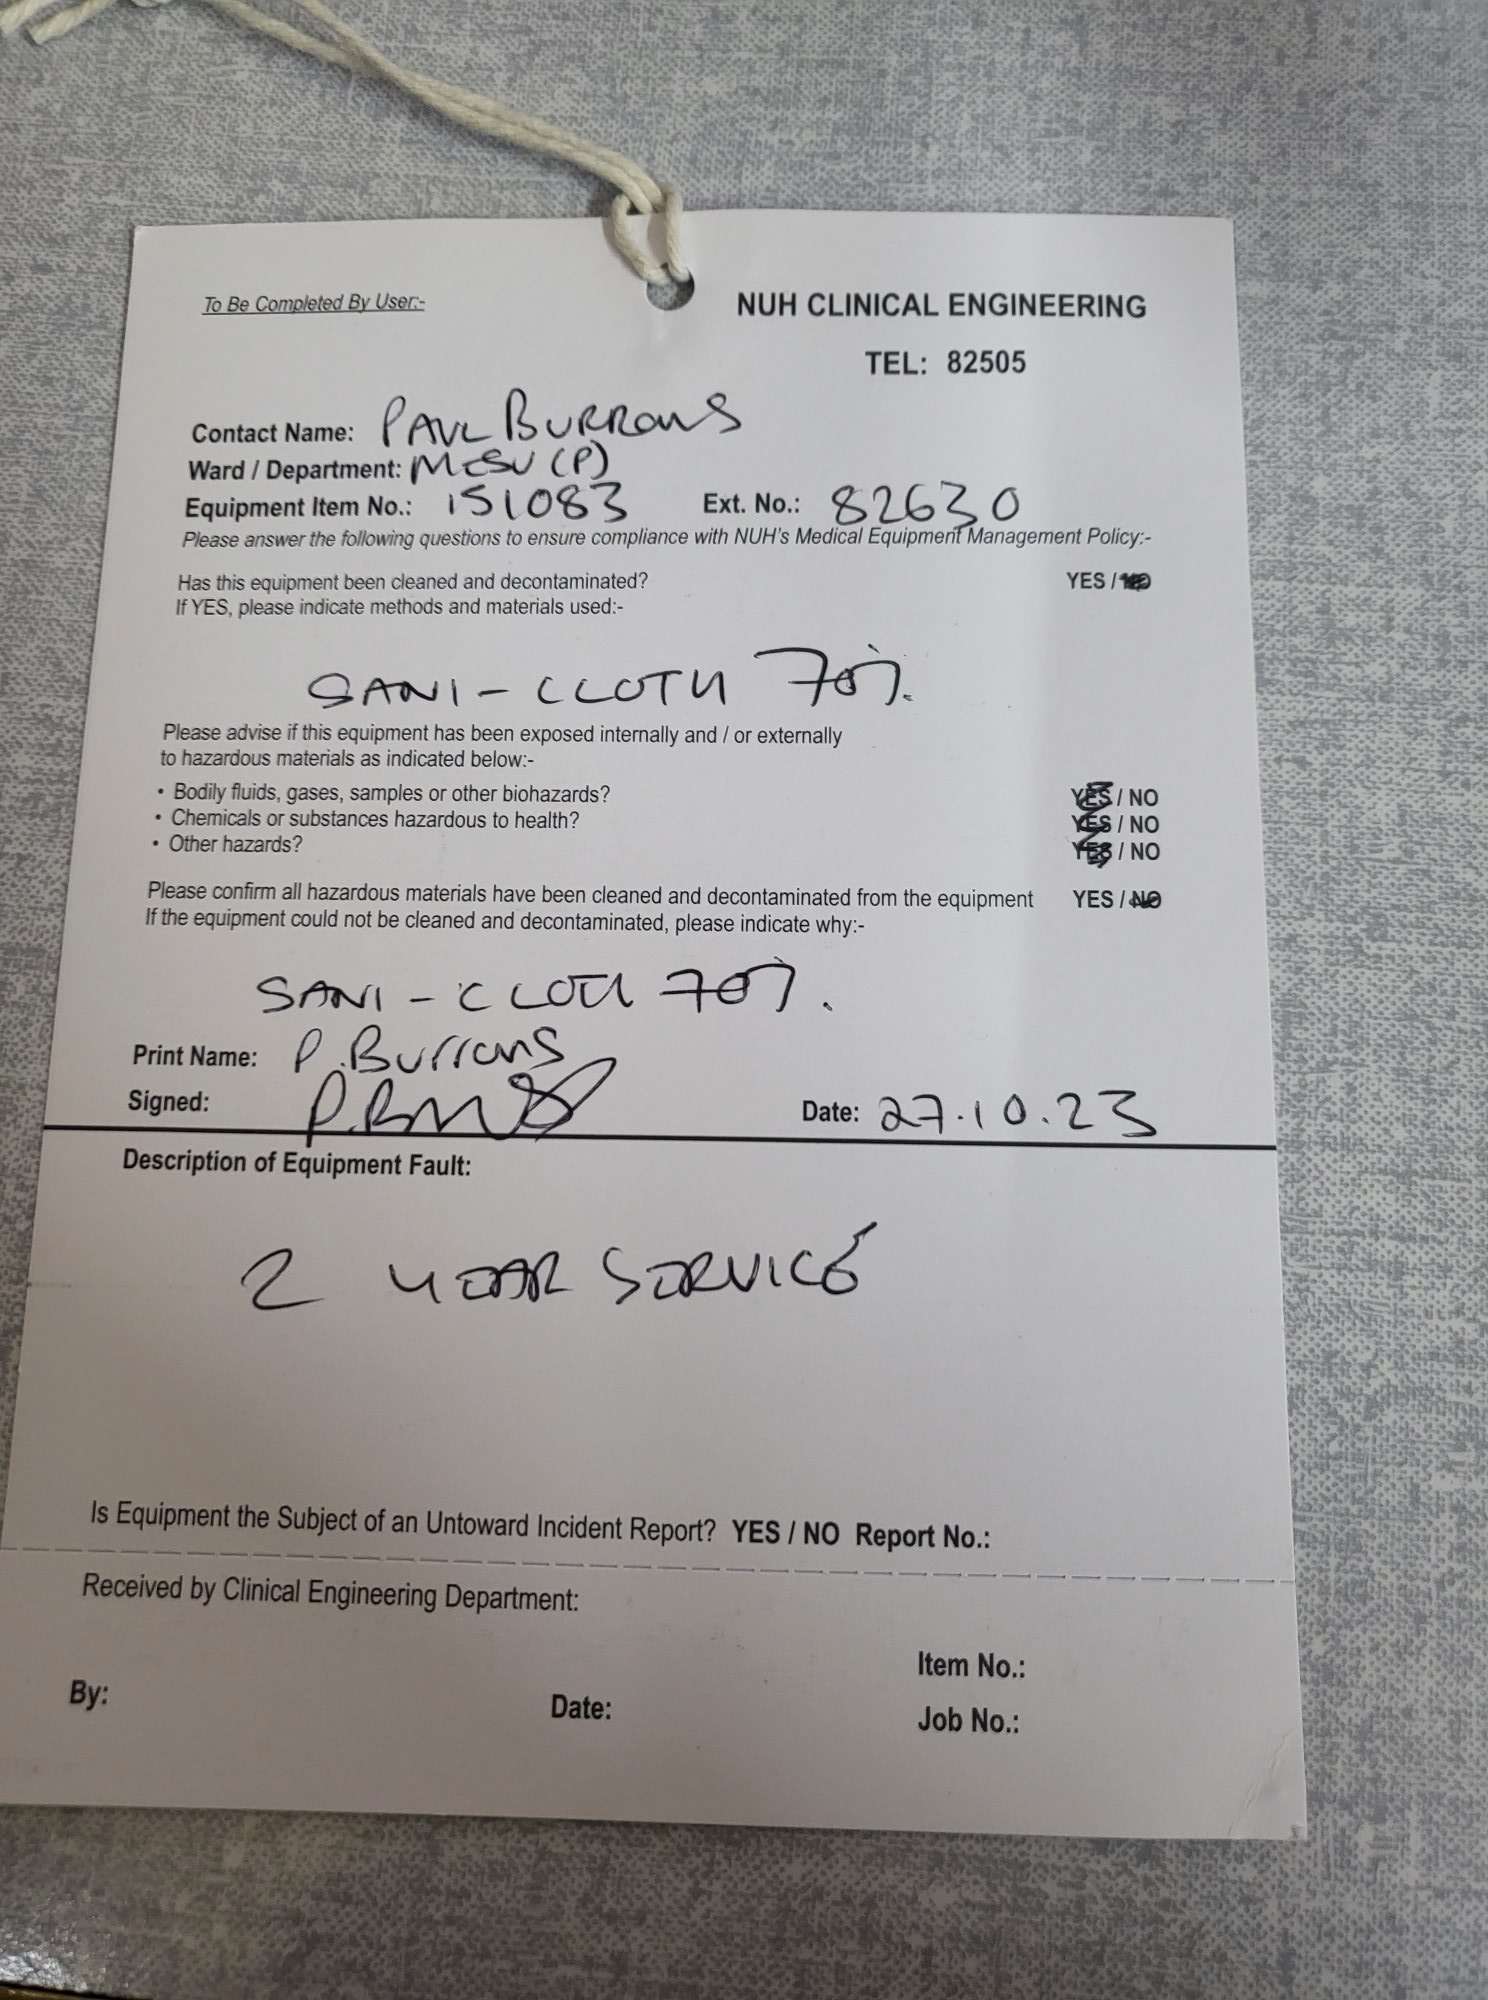 To Be Completed By User:-
NUH CLINICAL ENGINEERING
TEL: 82505
Contact Name: PAUL BURROWS
Ward / Department: MESU (P)
Equipment Item No.: 151083 Ext. No.: 82630
Please answer the following questions to ensure compliance with NUH's Medical Equipment Management Policy:-
Has this equipment been cleaned and decontaminated? YES / NO
If YES, please indicate methods and materials used:-
SANI-CLOTH 70%.
Please advise if this equipment has been exposed internally and / or externally
to hazardous materials as indicated below:-
• Bodily fluids, gases, samples or other biohazards? YES / NO
• Chemicals or substances hazardous to health? YES / NO
• Other hazards? YES / NO
Please confirm all hazardous materials have been cleaned and decontaminated from the equipment YES / NO
If the equipment could not be cleaned and decontaminated, please indicate why:-
SANI-CLOTH 70%.
Print Name: P. Burrows
Signed: Date: 27.10.23
Description of Equipment Fault:
2 YEAR SERVICE
Is Equipment the Subject of an Untoward Incident Report? YES / NO Report No.:
Received by Clinical Engineering Department:
Item No.:
By: Date:
Job No.: